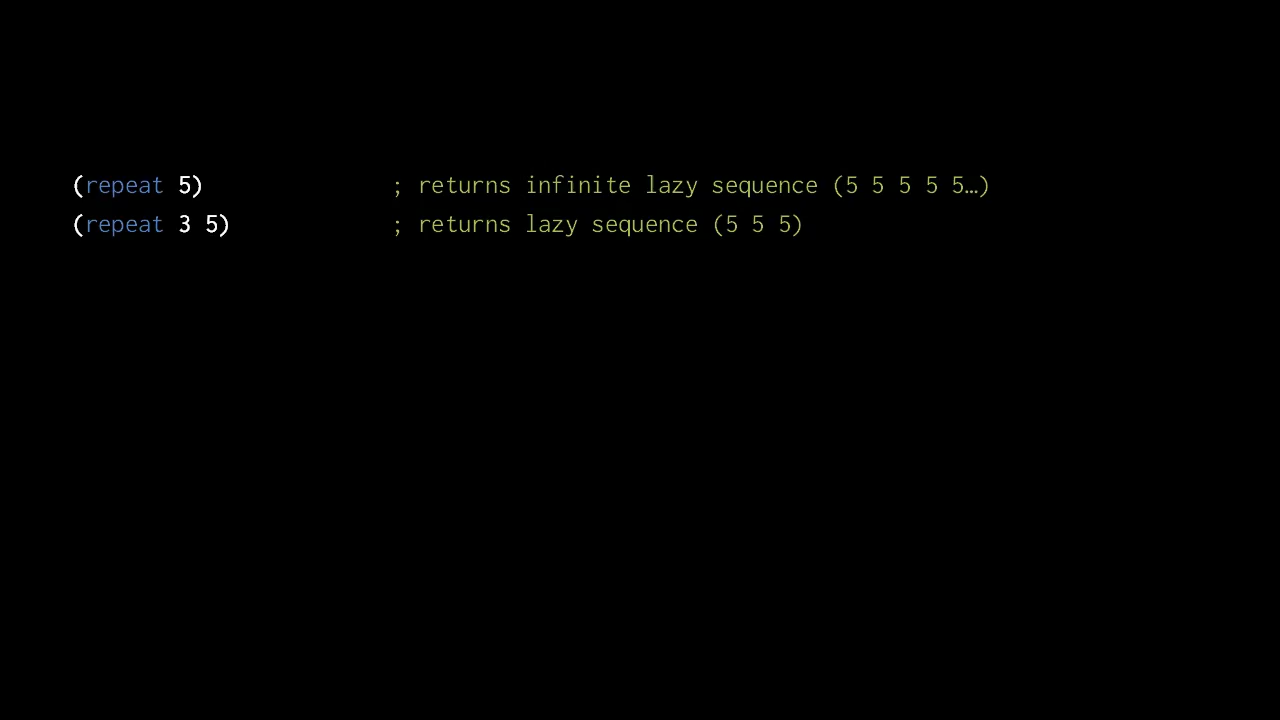 (repeat 5) ; returns infinite lazy sequence (5 5 5 5 5…)
(repeat 3 5) ; returns lazy sequence (5 5 5)